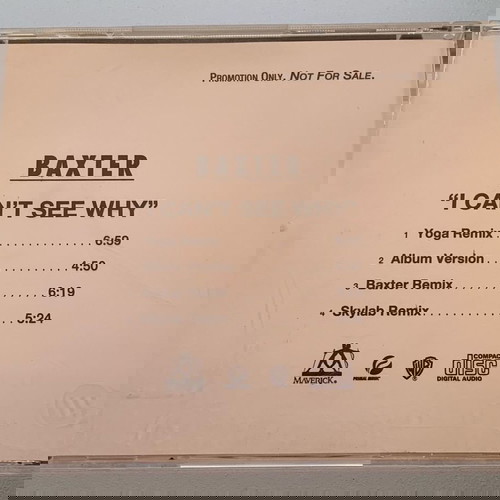 PROMOTION ONLY. NOT FOR SALE.
BAXTER
"I CAN'T SEE WHY"
1 Yoga Remix . . . . . . . . . . . . . 6:59
2 Album Version . . . . . . . . . . 4:50
3 Baxter Remix . . . . . . . . . . . 6:19
4 Skylab Remix . . . . . . . . . . . 5:24
MAVERICK
COMPACT
disc
DIGITAL AUDIO